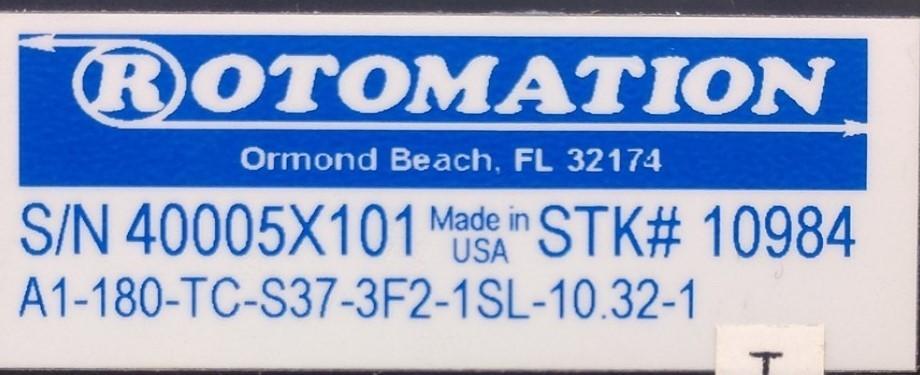 ROTOMATION
Ormond Beach, FL 32174
S/N 40005X101 Made in USA STK# 10984
A1-180-TC-S37-3F2-1SL-10.32-1
T